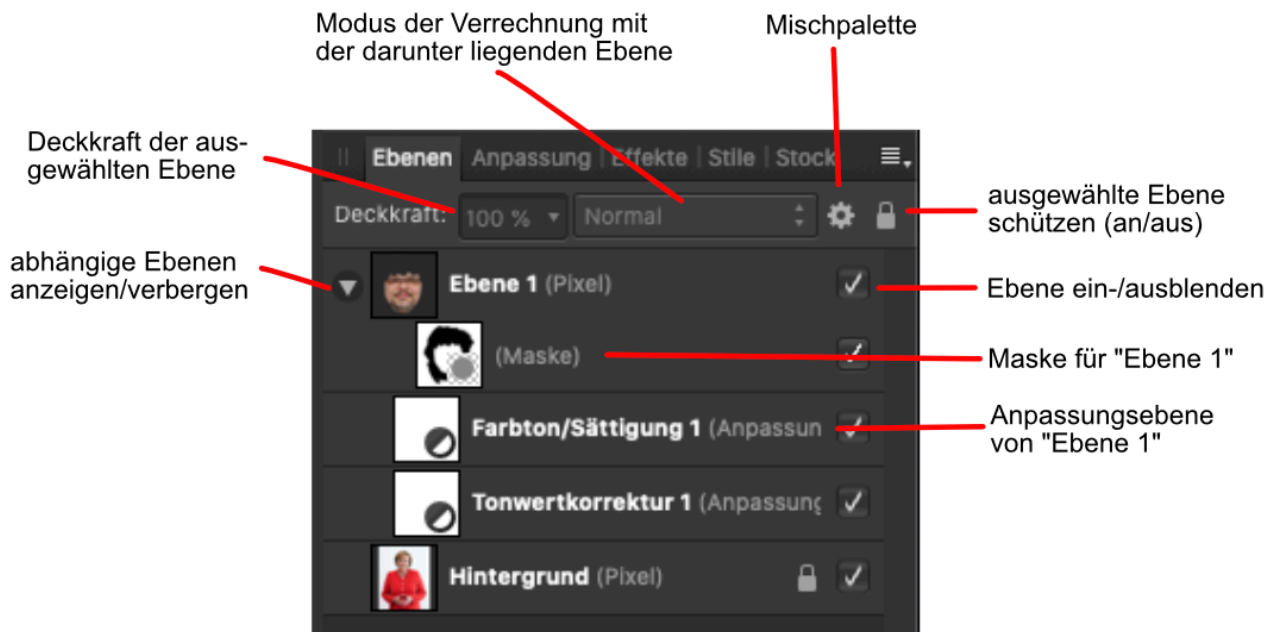 Modus der Verrechnung mit
der darunter liegenden Ebene
Mischpalette
Deckkraft der aus-
gewählten Ebene
Ebenen Anpassung Effekte Stile Stock
Deckkraft: 100 % Normal
ausgewählte Ebene
schützen (an/aus)
abhängige Ebenen
anzeigen/verbergen
Ebene 1 (Pixel)
Ebene ein-/ausblenden
(Maske)
Maske für "Ebene 1"
Farbton/Sättigung 1 (Anpassun
Anpassungsebene
von "Ebene 1"
Tonwertkorrektur 1 (Anpassung
Hintergrund (Pixel)